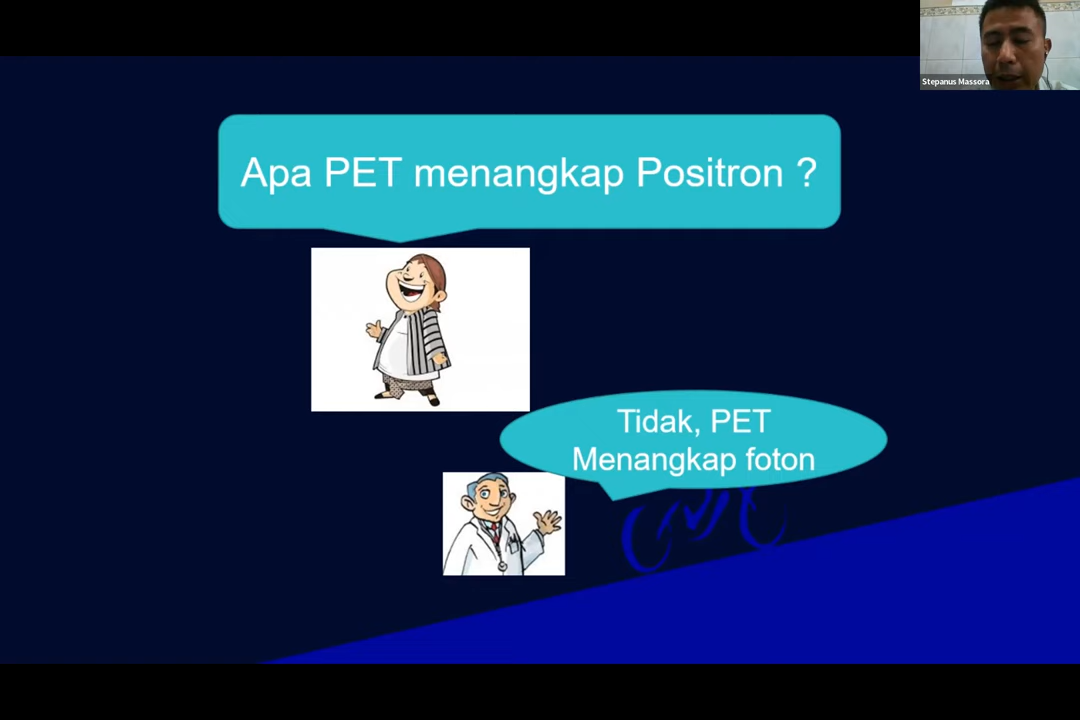 Stepanus Massora
Apa PET menangkap Positron ?
Tidak, PET
Menangkap foton